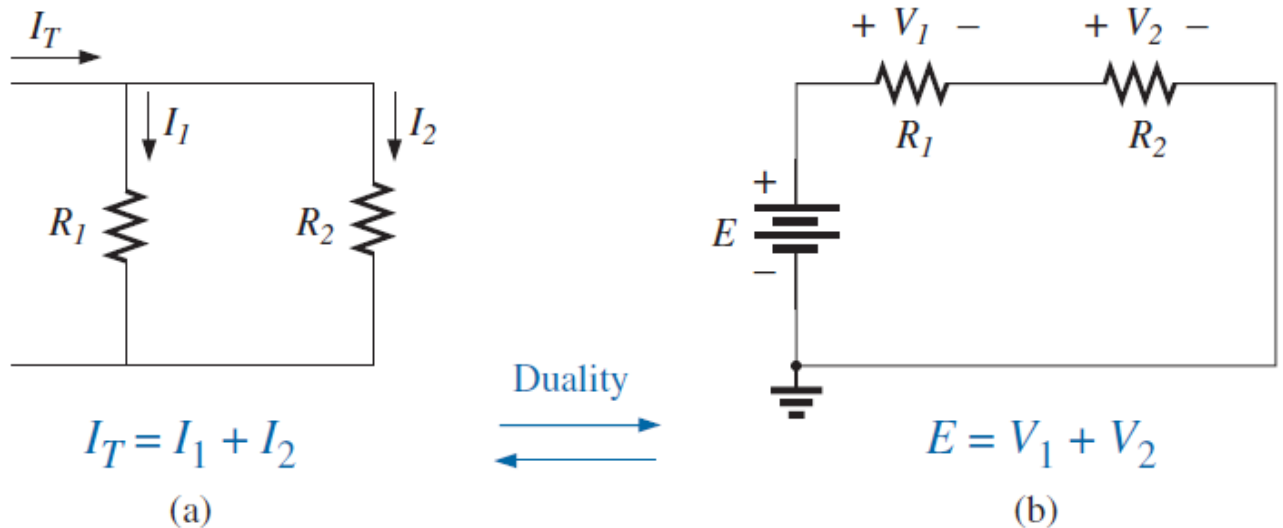 I_T
I_1
I_2
R_1
R_2
I_T = I_1 + I_2
(a)
Duality
+ V_1 −
+ V_2 −
R_1
R_2
+
E
−
E = V_1 + V_2
(b)